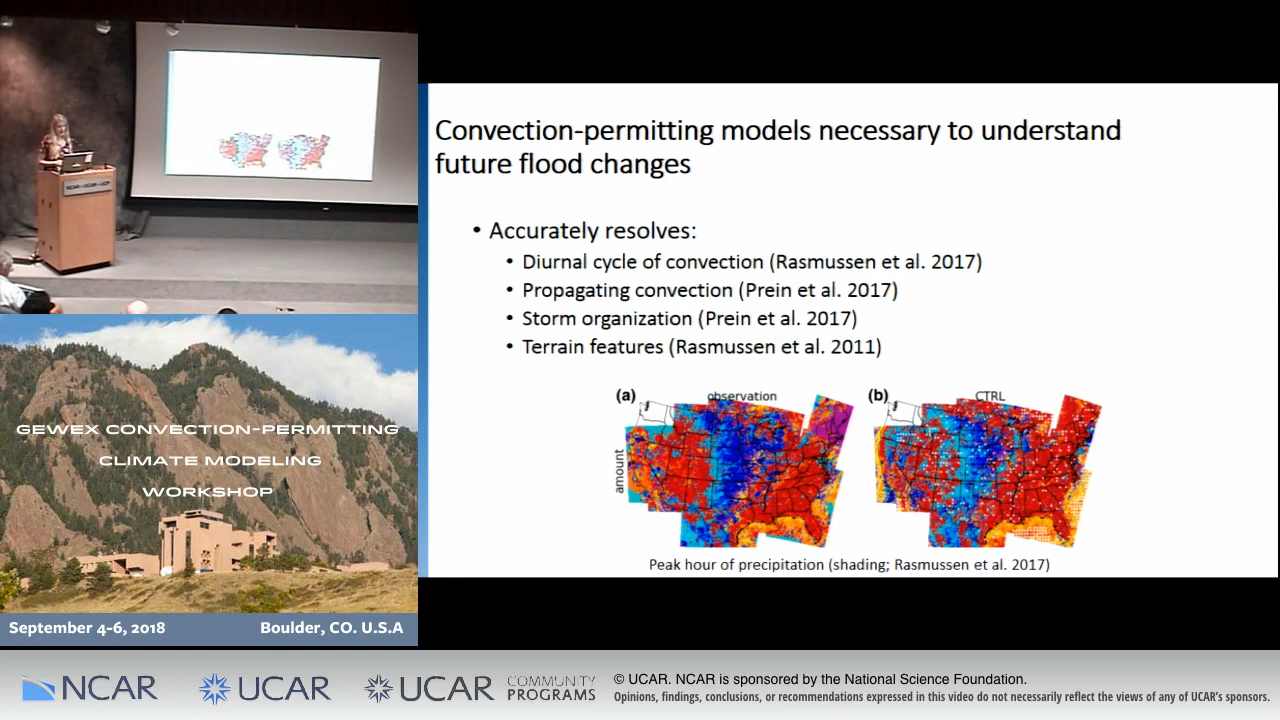 NCAR-UCAR-UCP
GEWEX CONVECTION-PERMITTING
CLIMATE MODELING
WORKSHOP
September 4-6, 2018
Boulder, CO. U.S.A
Convection-permitting models necessary to understand
future flood changes
• Accurately resolves:
• Diurnal cycle of convection (Rasmussen et al. 2017)
• Propagating convection (Prein et al. 2017)
• Storm organization (Prein et al. 2017)
• Terrain features (Rasmussen et al. 2011)
(a) observation
(b) CTRL
amount
Peak hour of precipitation (shading; Rasmussen et al. 2017)
NCAR
UCAR
UCAR
COMMUNITY
PROGRAMS
© UCAR. NCAR is sponsored by the National Science Foundation.
Opinions, findings, conclusions, or recommendations expressed in this video do not necessarily reflect the views of any of UCAR's sponsors.